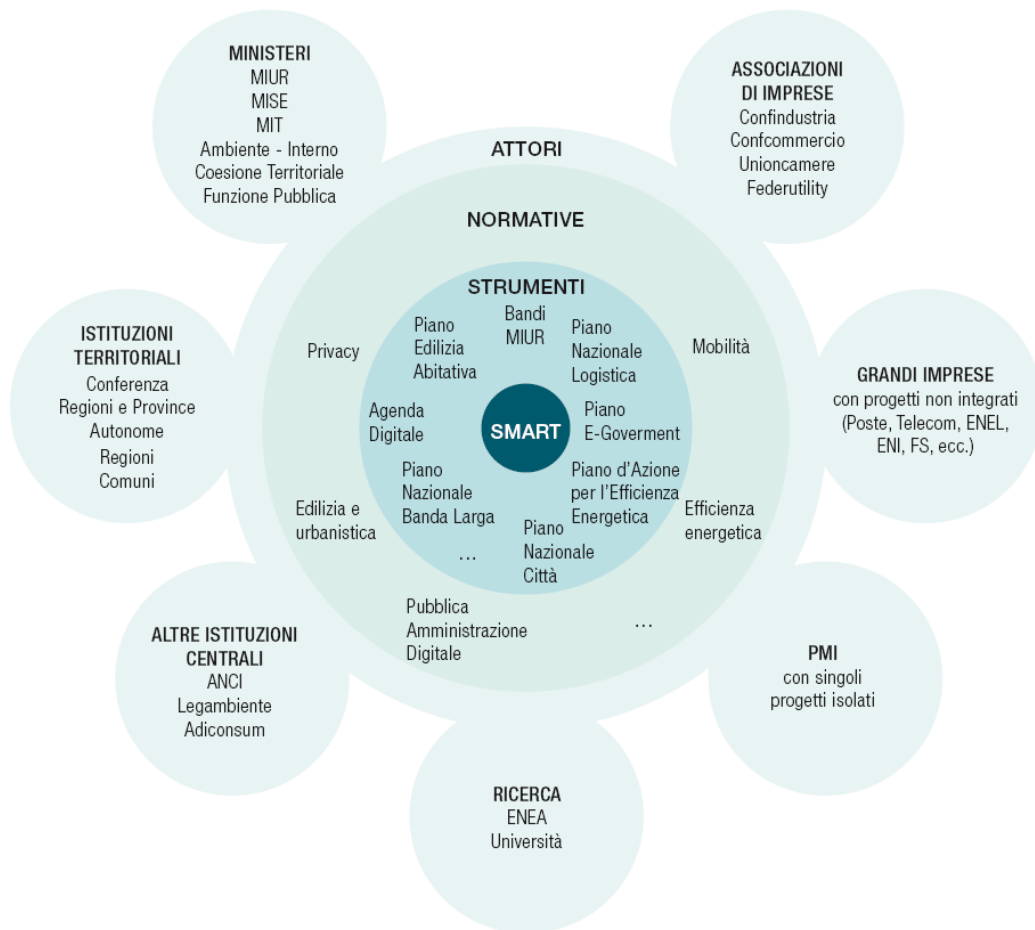 MINISTERI
MIUR
MISE
MIT
Ambiente - Interno
Coesione Territoriale
Funzione Pubblica
ASSOCIAZIONI
DI IMPRESE
Confindustria
Confcommercio
Unioncamere
Federutility
ATTORI
NORMATIVE
STRUMENTI
Piano
Edilizia
Abitativa
Bandi
MIUR
Piano
Nazionale
Logistica
Privacy
Mobilità
ISTITUZIONI
TERRITORIALI
Conferenza
Regioni e Province
Autonome
Regioni
Comuni
Agenda
Digitale
SMART
Piano
E-Goverment
GRANDI IMPRESE
con progetti non integrati
(Poste, Telecom, ENEL,
ENI, FS, ecc.)
Piano
Nazionale
Banda Larga
Piano d'Azione
per l'Efficienza
Energetica
Edilizia e
urbanistica
Efficienza
energetica
...
Piano
Nazionale
Città
Pubblica
Amministrazione
Digitale
...
ALTRE ISTITUZIONI
CENTRALI
ANCI
Legambiente
Adiconsum
PMI
con singoli
progetti isolati
RICERCA
ENEA
Università